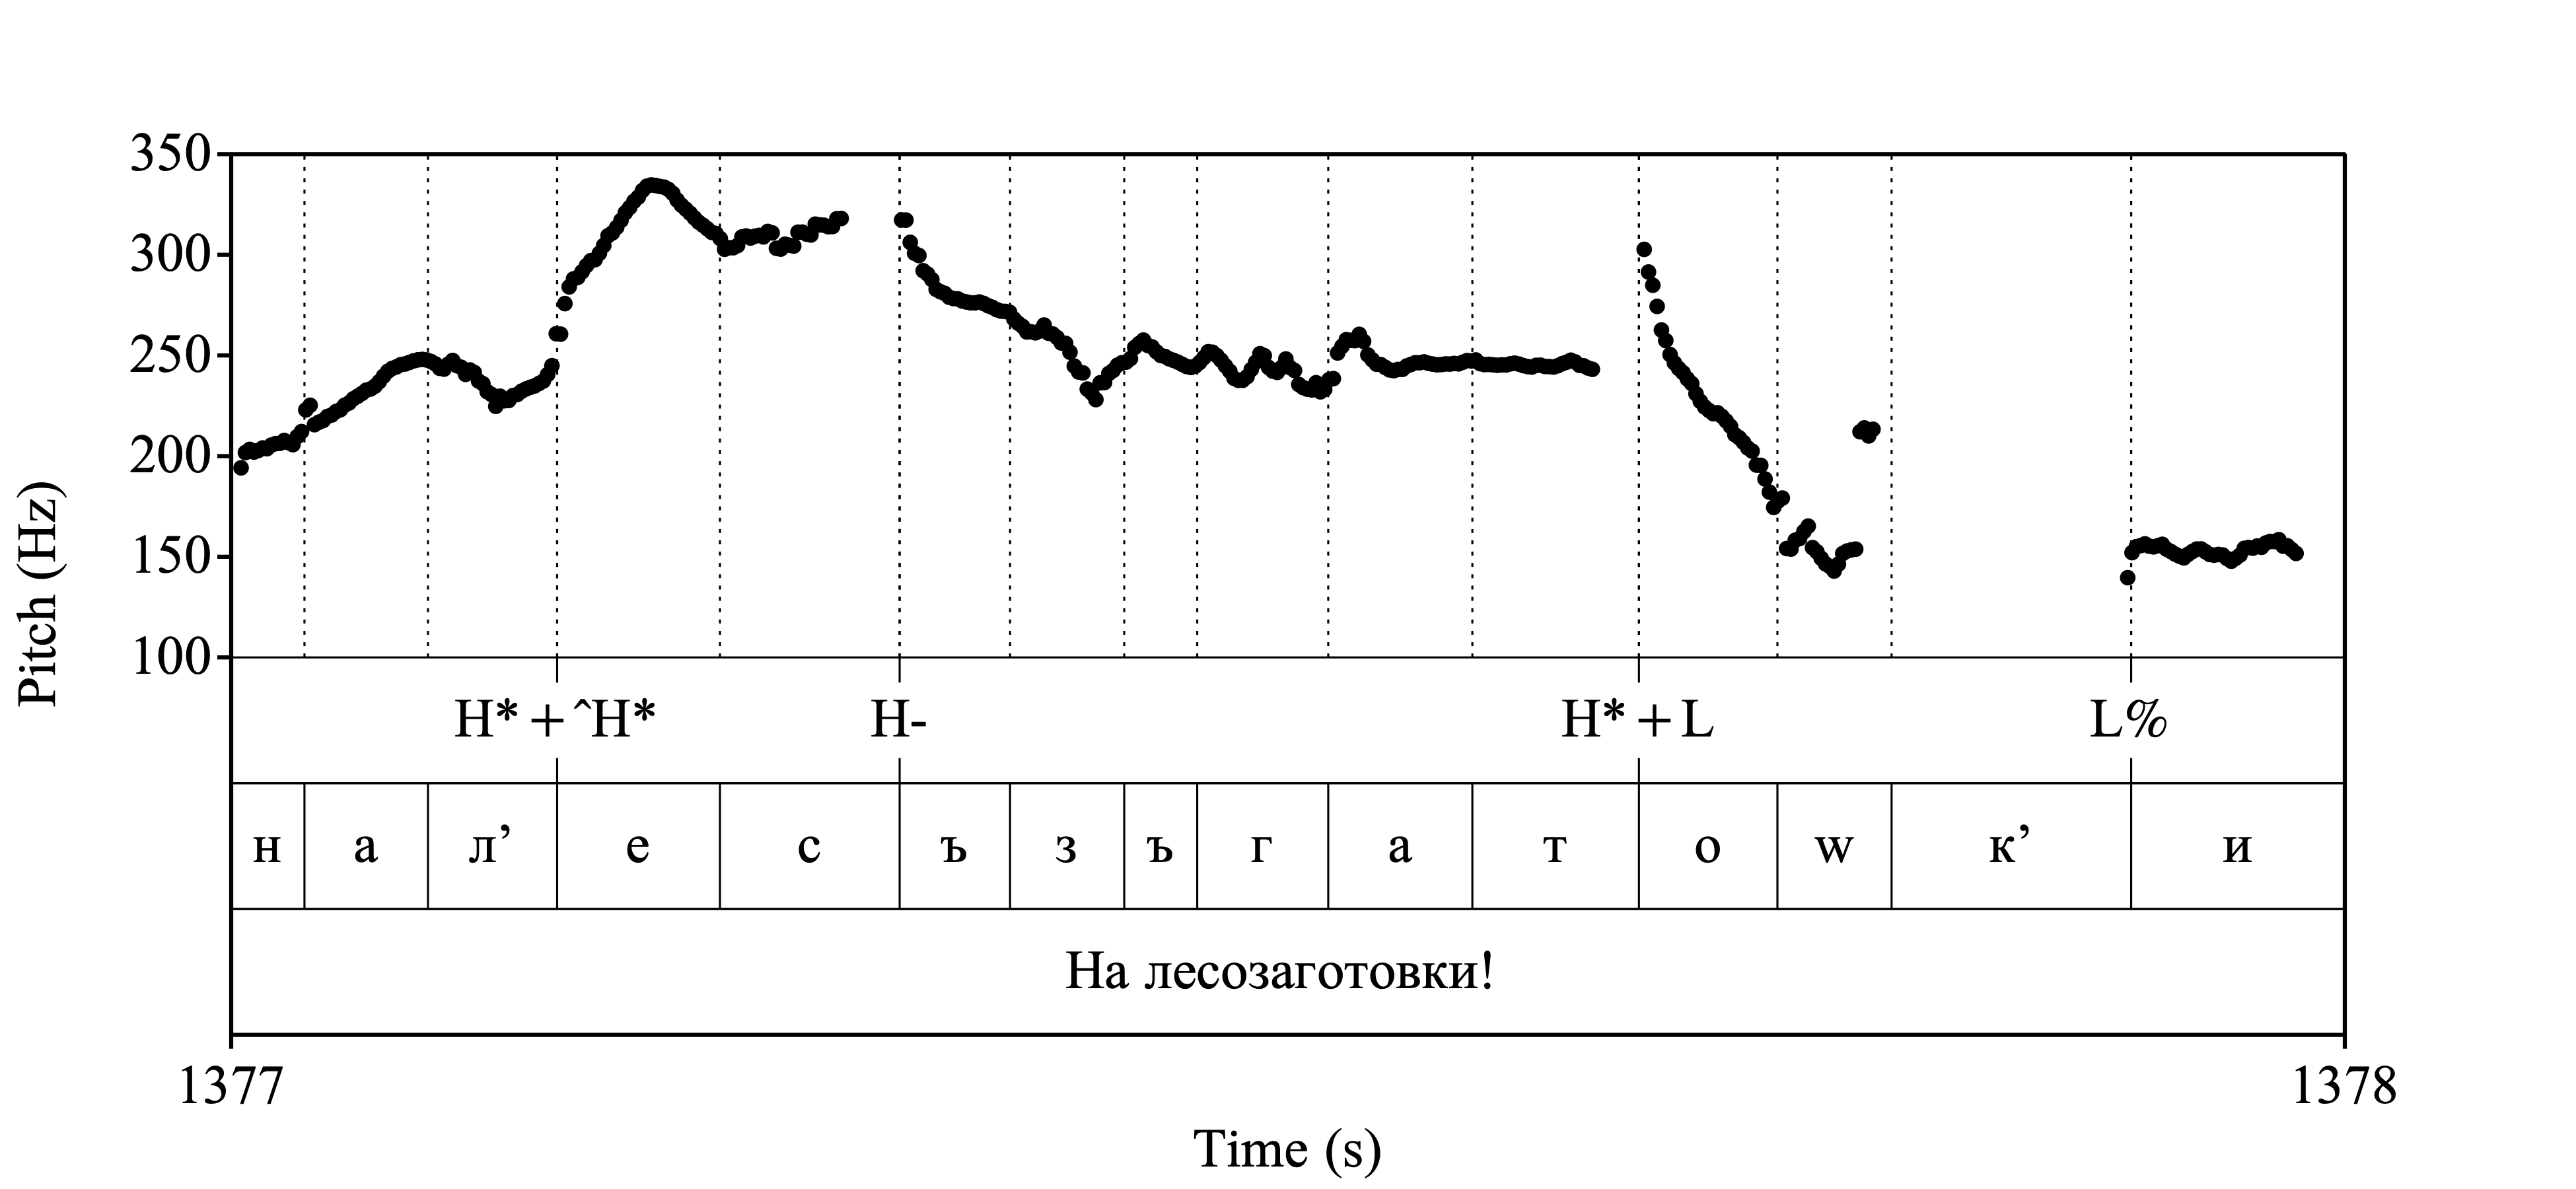 350
300
250
200
150
100
Pitch (Hz)
H* + ^H* H- H* + L L%
н а л’ е с ъ з ъ г а т о w к’ и
На лесозаготовки!
1377 1378
Time (s)